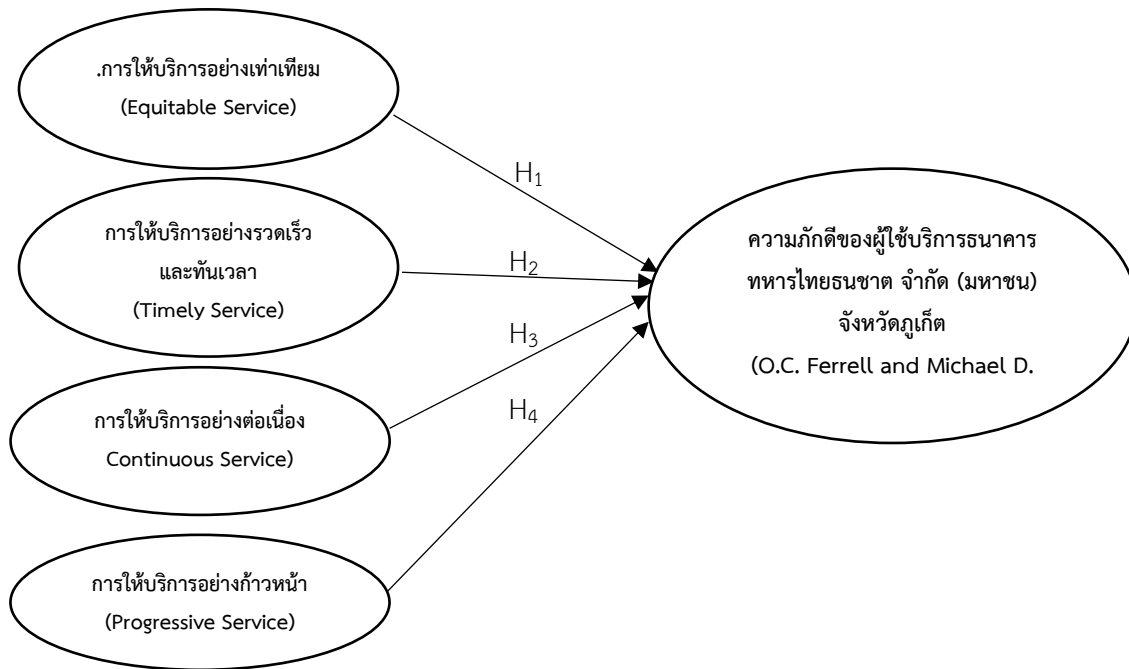 .การให้บริการอย่างเท่าเทียม
(Equitable Service)
H₁
การให้บริการอย่างรวดเร็ว
และทันเวลา
(Timely Service)
H₂
ความภักดีของผู้ใช้บริการธนาคาร
ทหารไทยธนชาต จำกัด (มหาชน)
จังหวัดภูเก็ต
(O.C. Ferrell and Michael D.
H₃
การให้บริการอย่างต่อเนื่อง
Continuous Service)
H₄
การให้บริการอย่างก้าวหน้า
(Progressive Service)